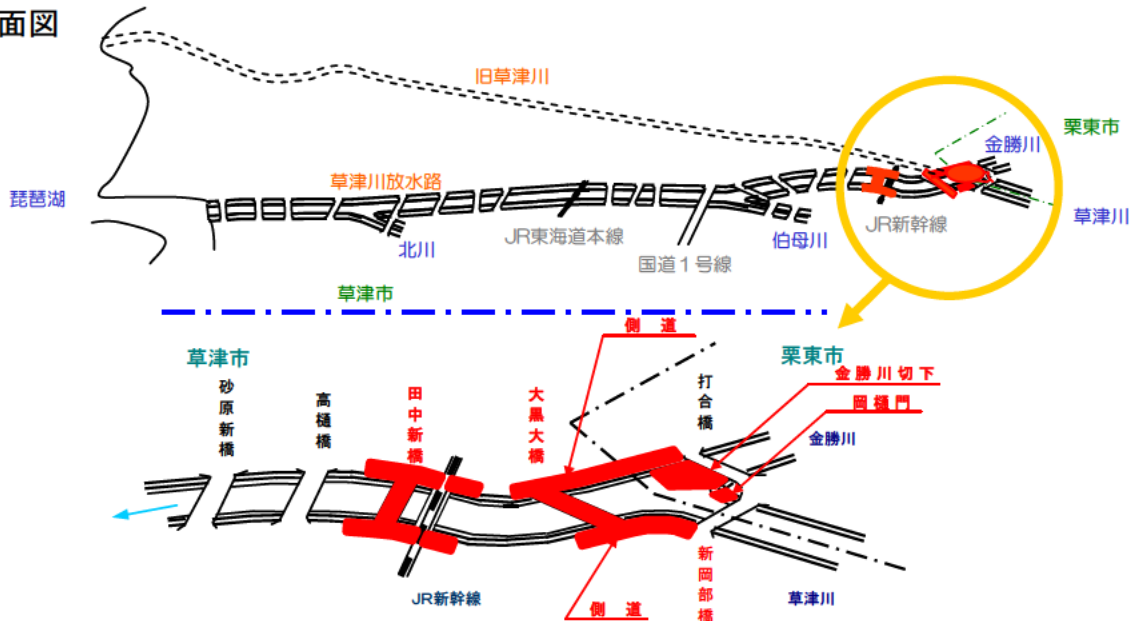 面図
旧草津川
栗東市
金勝川
草津川放水路
琵琶湖
草津川
JR新幹線
北川
JR東海道本線
伯母川
国道1号線
草津市
側 道
草津市
栗東市
金勝川切下
岡樋門
砂原新橋
高樋橋
田中新橋
大黒大橋
打合橋
金勝川
新岡部橋
JR新幹線
草津川
側 道